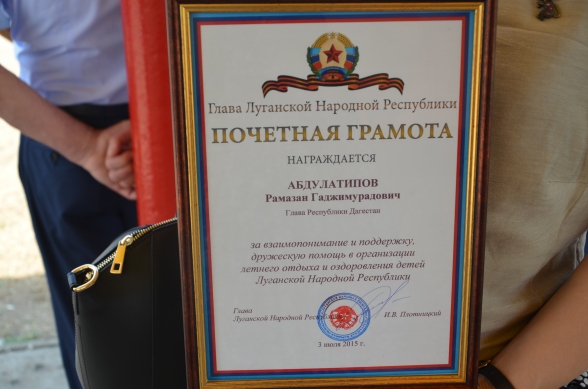 Глава Луганской Народной Республики
ПОЧЕТНАЯ ГРАМОТА
НАГРАЖДАЕТСЯ
АБДУЛАТИПОВ
Рамазан Гаджимурадович
Глава Республики Дагестан
за взаимопонимание и поддержку,
дружескую помощь в организации
летнего отдыха и оздоровления детей
Луганской Народной Республики
Глава
Луганской Народной Республики И.В. Плотницкий
3 июля 2015 г.